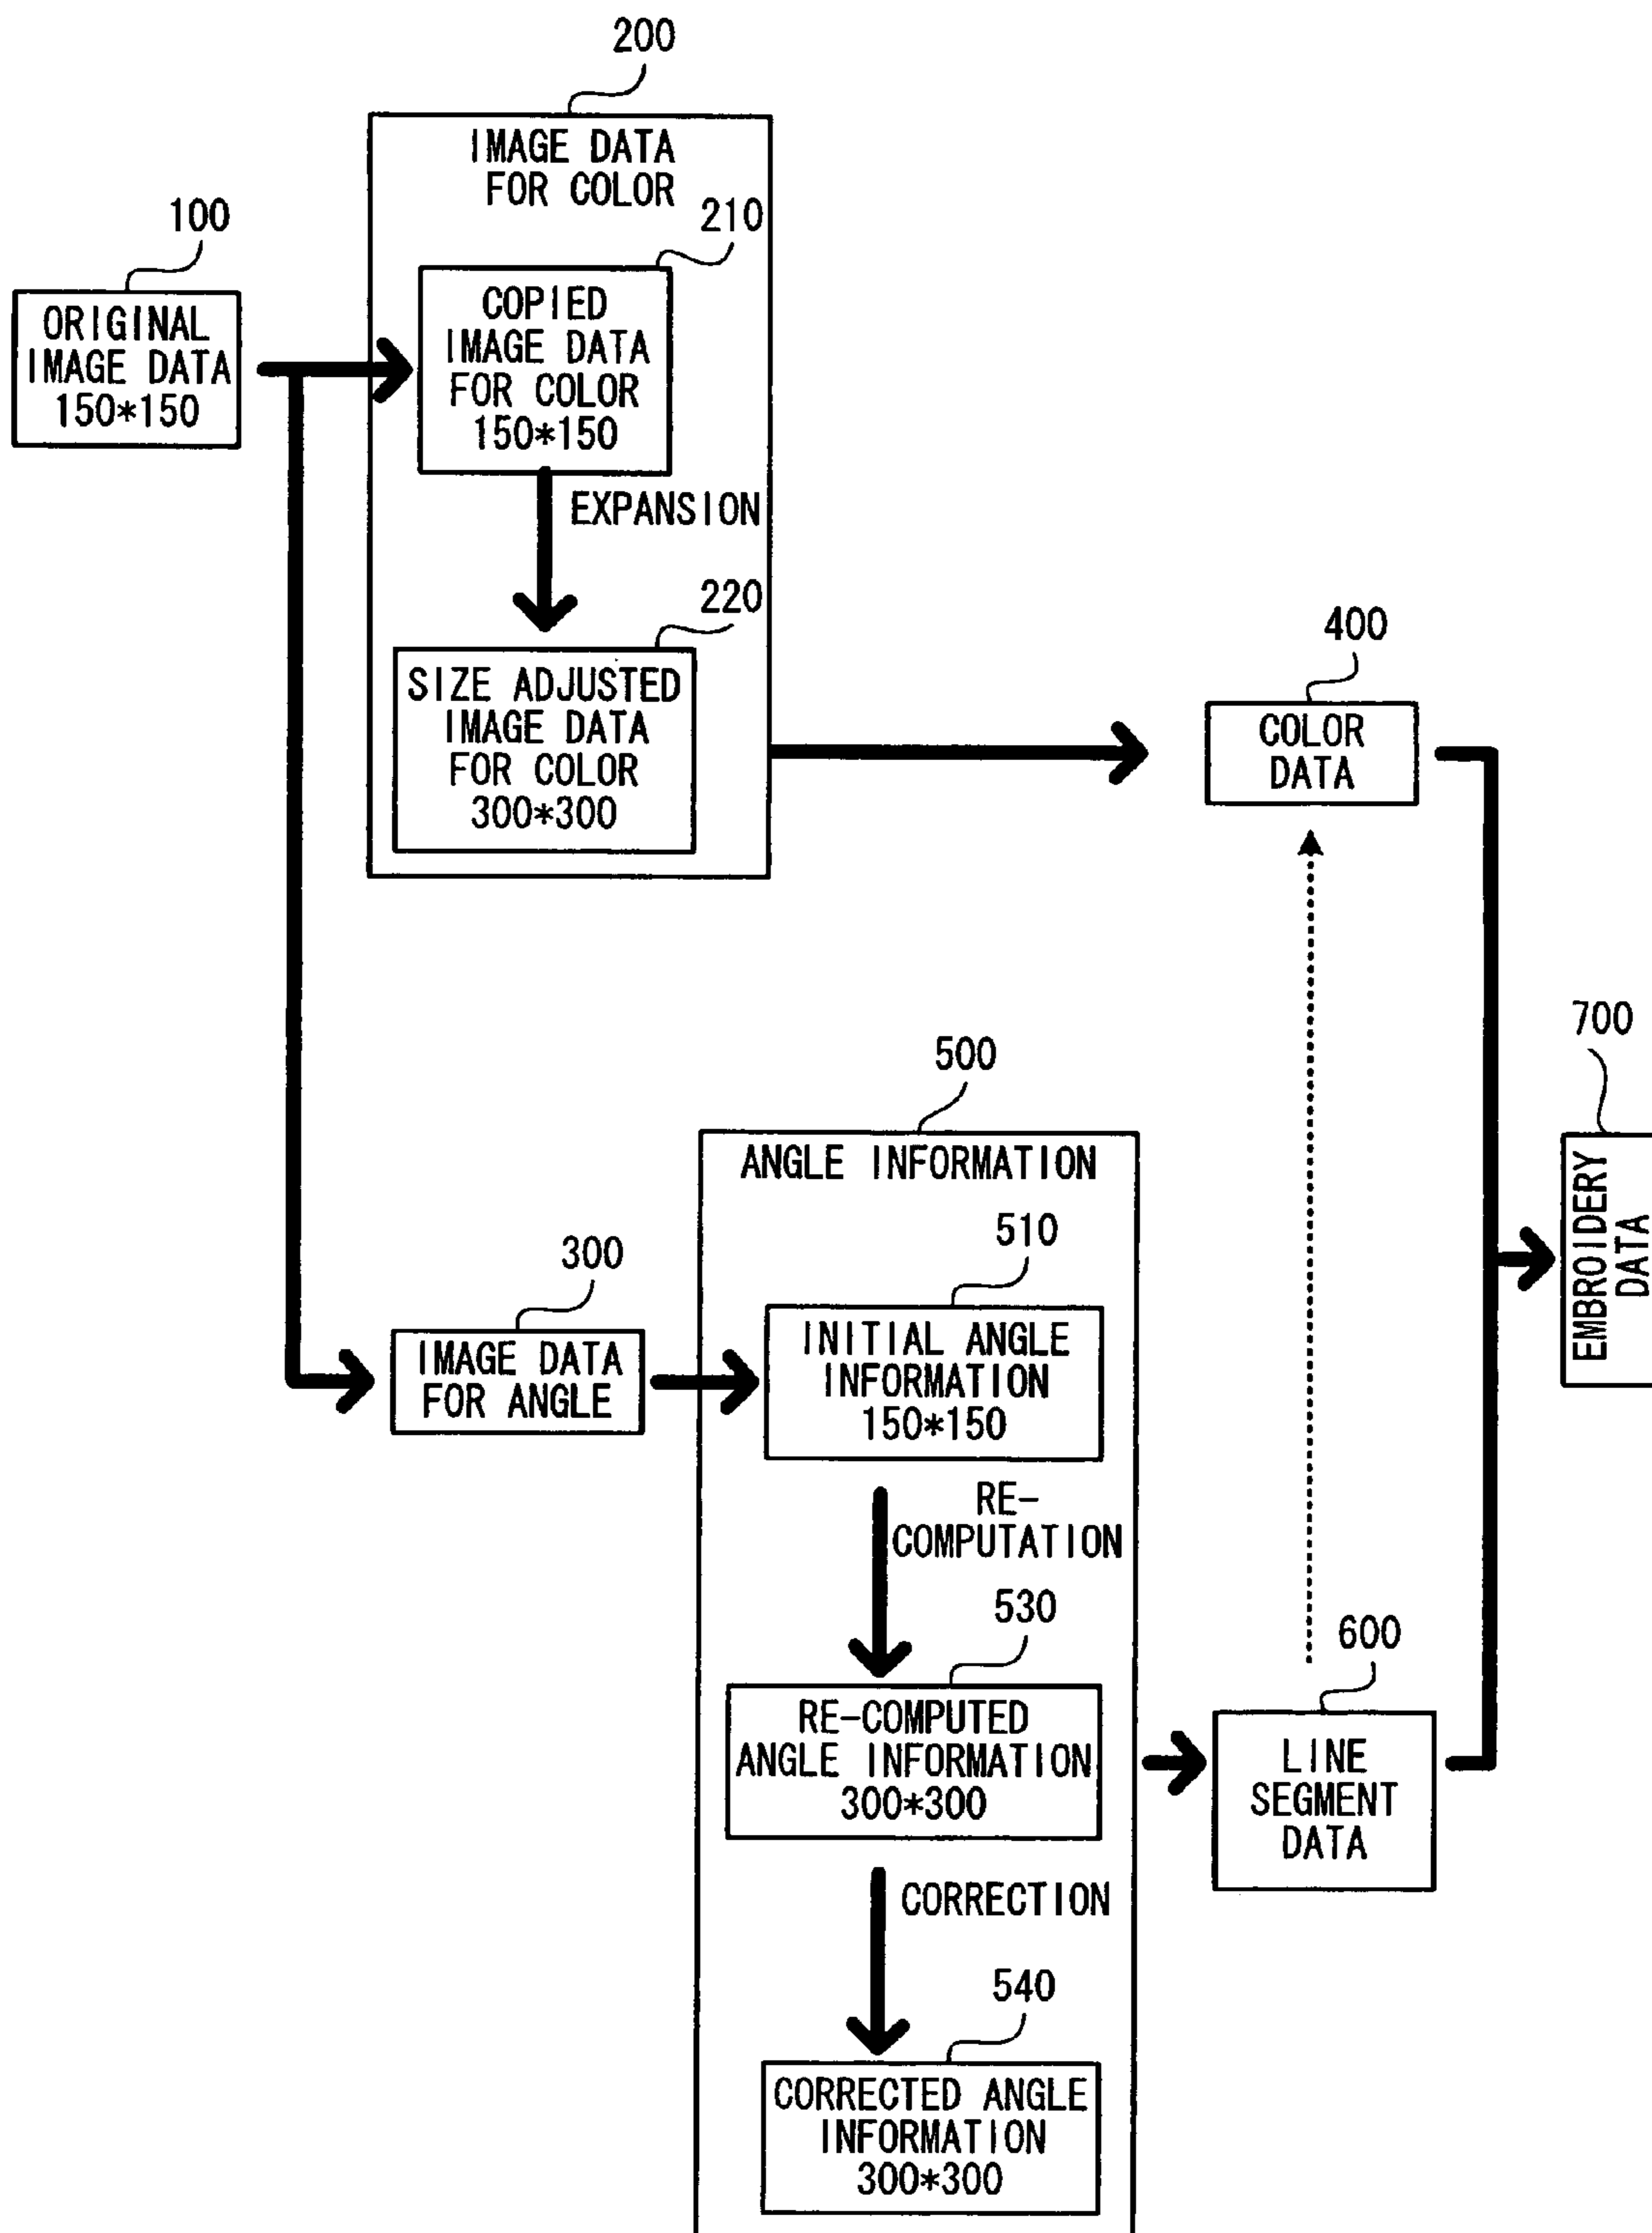 200
IMAGE DATA
FOR COLOR
100
ORIGINAL
IMAGE DATA
150*150
210
COPIED
IMAGE DATA
FOR COLOR
150*150
EXPANSION
220
SIZE ADJUSTED
IMAGE DATA
FOR COLOR
300*300
400
COLOR
DATA
700
EMBROIDERY
DATA
500
ANGLE INFORMATION
300
IMAGE DATA
FOR ANGLE
510
INITIAL ANGLE
INFORMATION
150*150
RE-
COMPUTATION
530
RE-COMPUTED
ANGLE INFORMATION
300*300
600
LINE
SEGMENT
DATA
CORRECTION
540
CORRECTED ANGLE
INFORMATION
300*300